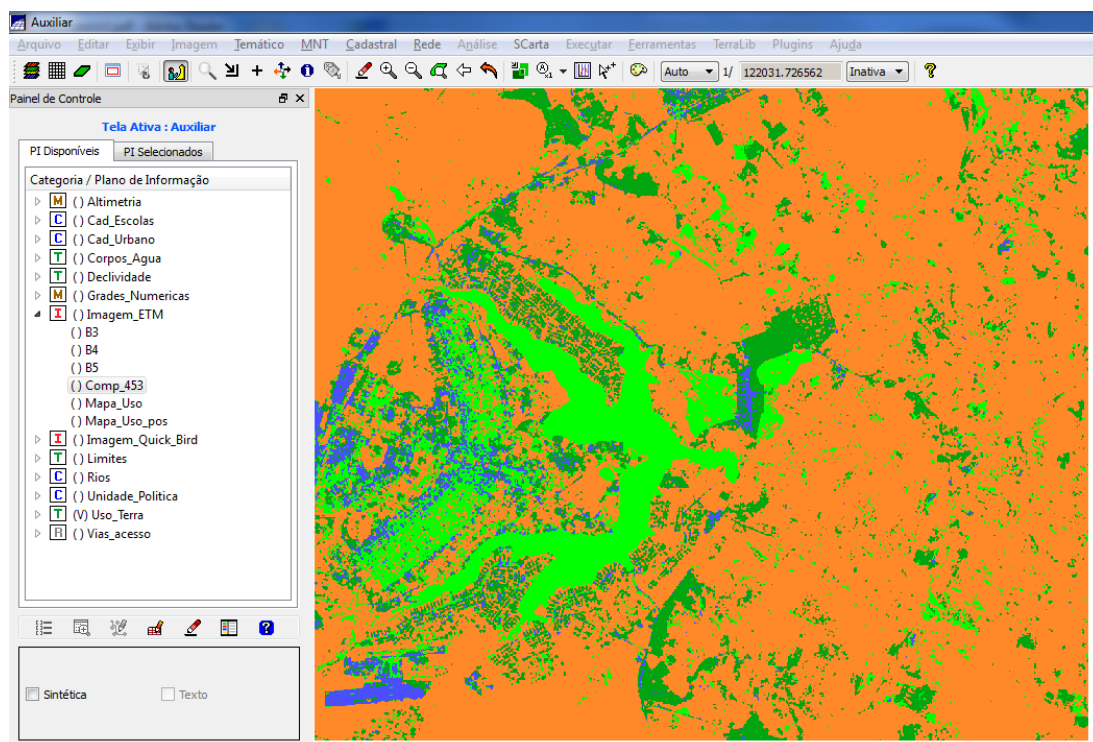 Auxiliar
Arquivo Editar Exibir Imagem Temático MNT Cadastral Rede Análise SCarta Executar Ferramentas TerraLib Plugins Ajuda
Auto 1/ 122031.726562 Inativa
Painel de Controle
Tela Ativa : Auxiliar
PI Disponíveis PI Selecionados
Categoria / Plano de Informação
M ( ) Altimetria
C ( ) Cad_Escolas
C ( ) Cad_Urbano
T ( ) Corpos_Agua
T ( ) Declividade
M ( ) Grades_Numericas
I ( ) Imagem_ETM
( ) B3
( ) B4
( ) B5
( ) Comp_453
( ) Mapa_Uso
( ) Mapa_Uso_pos
I ( ) Imagem_Quick_Bird
T ( ) Limites
C ( ) Rios
C ( ) Unidade_Politica
T (V) Uso_Terra
R ( ) Vias_acesso
Sintética Texto